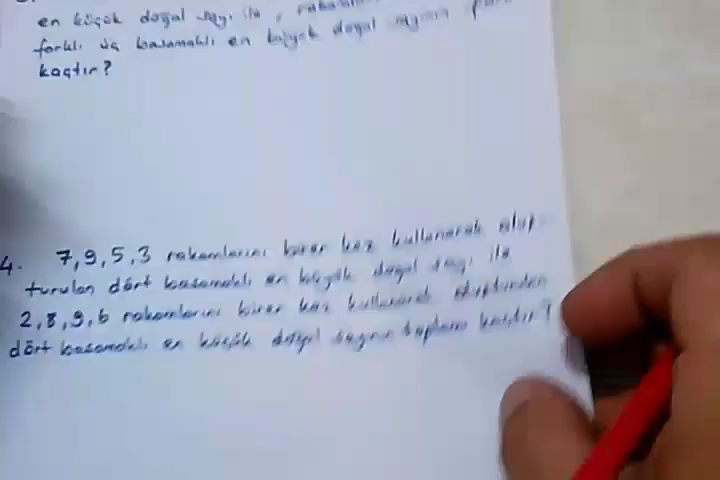 en küçük doğal sayı ile, rakamları
farklı üç basamaklı en büyük doğal sayının
kaçtır?
4. 7,9,5,3 rakamlarını birer kez kullanarak oluş-
turulan dört basamaklı en büyük doğal sayı ile
2,8,9,6 rakamlarını birer kez kullanarak oluşturulan
dört basamaklı en küçük doğal sayının toplamı kaçtır?